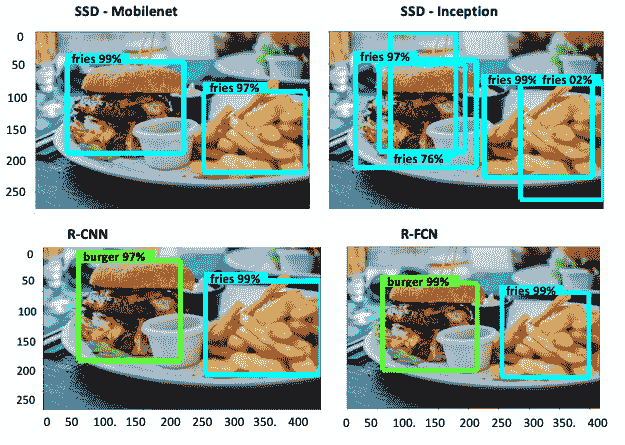 SSD - Mobilenet
SSD - Inception
0
50
100
150
200
250
fries 99%
fries 97%
fries 97%
fries 99%
fries 02%
fries 76%
R-CNN
R-FCN
0
50
100
150
200
250
burger 97%
fries 99%
burger 99%
fries 99%
0 50. 100. 150. 200 250 300. 350. 400
0 50. 100. 150. 200 250 300. 350. 400